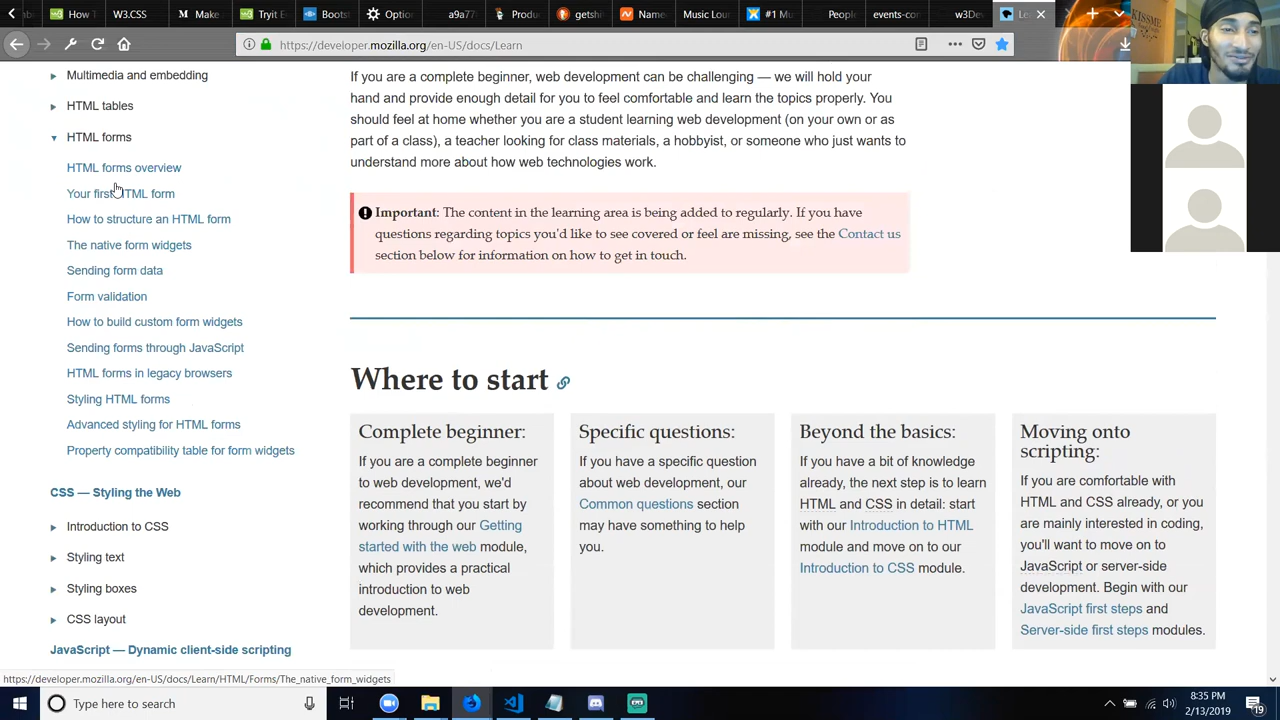 How T
W3.CSS
Make
Tryit E
Bootst
Option
a9a77
Produ
getsh
Name
Music Lour
#1 Mu
People
events-cor
w3Dev
Le
https://developer.mozilla.org/en-US/docs/Learn
KISSME
Multimedia and embedding
HTML tables
HTML forms
HTML forms overview
Your first HTML form
How to structure an HTML form
The native form widgets
Sending form data
Form validation
How to build custom form widgets
Sending forms through JavaScript
HTML forms in legacy browsers
Styling HTML forms
Advanced styling for HTML forms
Property compatibility table for form widgets
CSS — Styling the Web
Introduction to CSS
Styling text
Styling boxes
CSS layout
JavaScript — Dynamic client-side scripting
If you are a complete beginner, web development can be challenging — we will hold your
hand and provide enough detail for you to feel comfortable and learn the topics properly. You
should feel at home whether you are a student learning web development (on your own or as
part of a class), a teacher looking for class materials, a hobbyist, or someone who just wants to
understand more about how web technologies work.
Important: The content in the learning area is being added to regularly. If you have
questions regarding topics you'd like to see covered or feel are missing, see the Contact us
section below for information on how to get in touch.
Where to start
Complete beginner:
If you are a complete beginner
to web development, we'd
recommend that you start by
working through our Getting
started with the web module,
which provides a practical
introduction to web
development.
Specific questions:
If you have a specific question
about web development, our
Common questions section
may have something to help
you.
Beyond the basics:
If you have a bit of knowledge
already, the next step is to learn
HTML and CSS in detail: start
with our Introduction to HTML
module and move on to our
Introduction to CSS module.
Moving onto
scripting:
If you are comfortable with
HTML and CSS already, or you
are mainly interested in coding,
you'll want to move on to
JavaScript or server-side
development. Begin with our
JavaScript first steps and
Server-side first steps modules.
https://developer.mozilla.org/en-US/docs/Learn/HTML/Forms/The_native_form_widgets
Type here to search
8:35 PM
2/13/2019
19